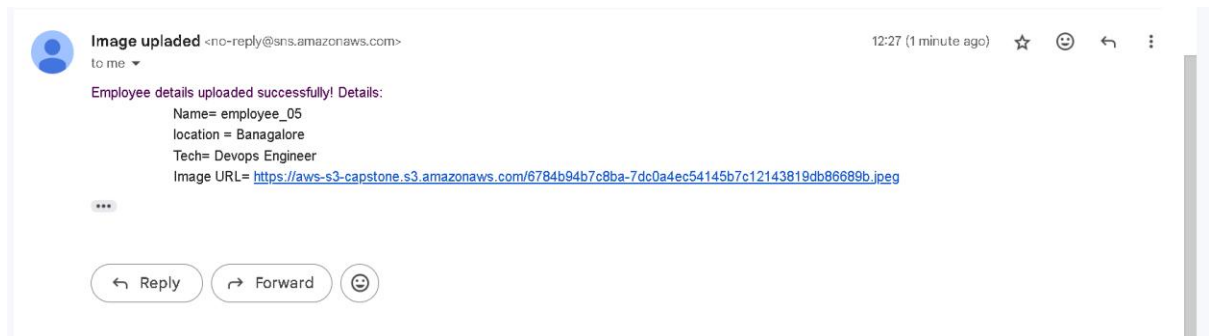 Image upladed <no-reply@sns.amazonaws.com> 12:27 (1 minute ago)
to me
Employee details uploaded successfully! Details:
Name= employee_05
location = Banagalore
Tech= Devops Engineer
Image URL= https://aws-s3-capstone.s3.amazonaws.com/6784b94b7c8ba-7dc0a4ec54145b7c12143819db86689b.jpeg
Reply Forward